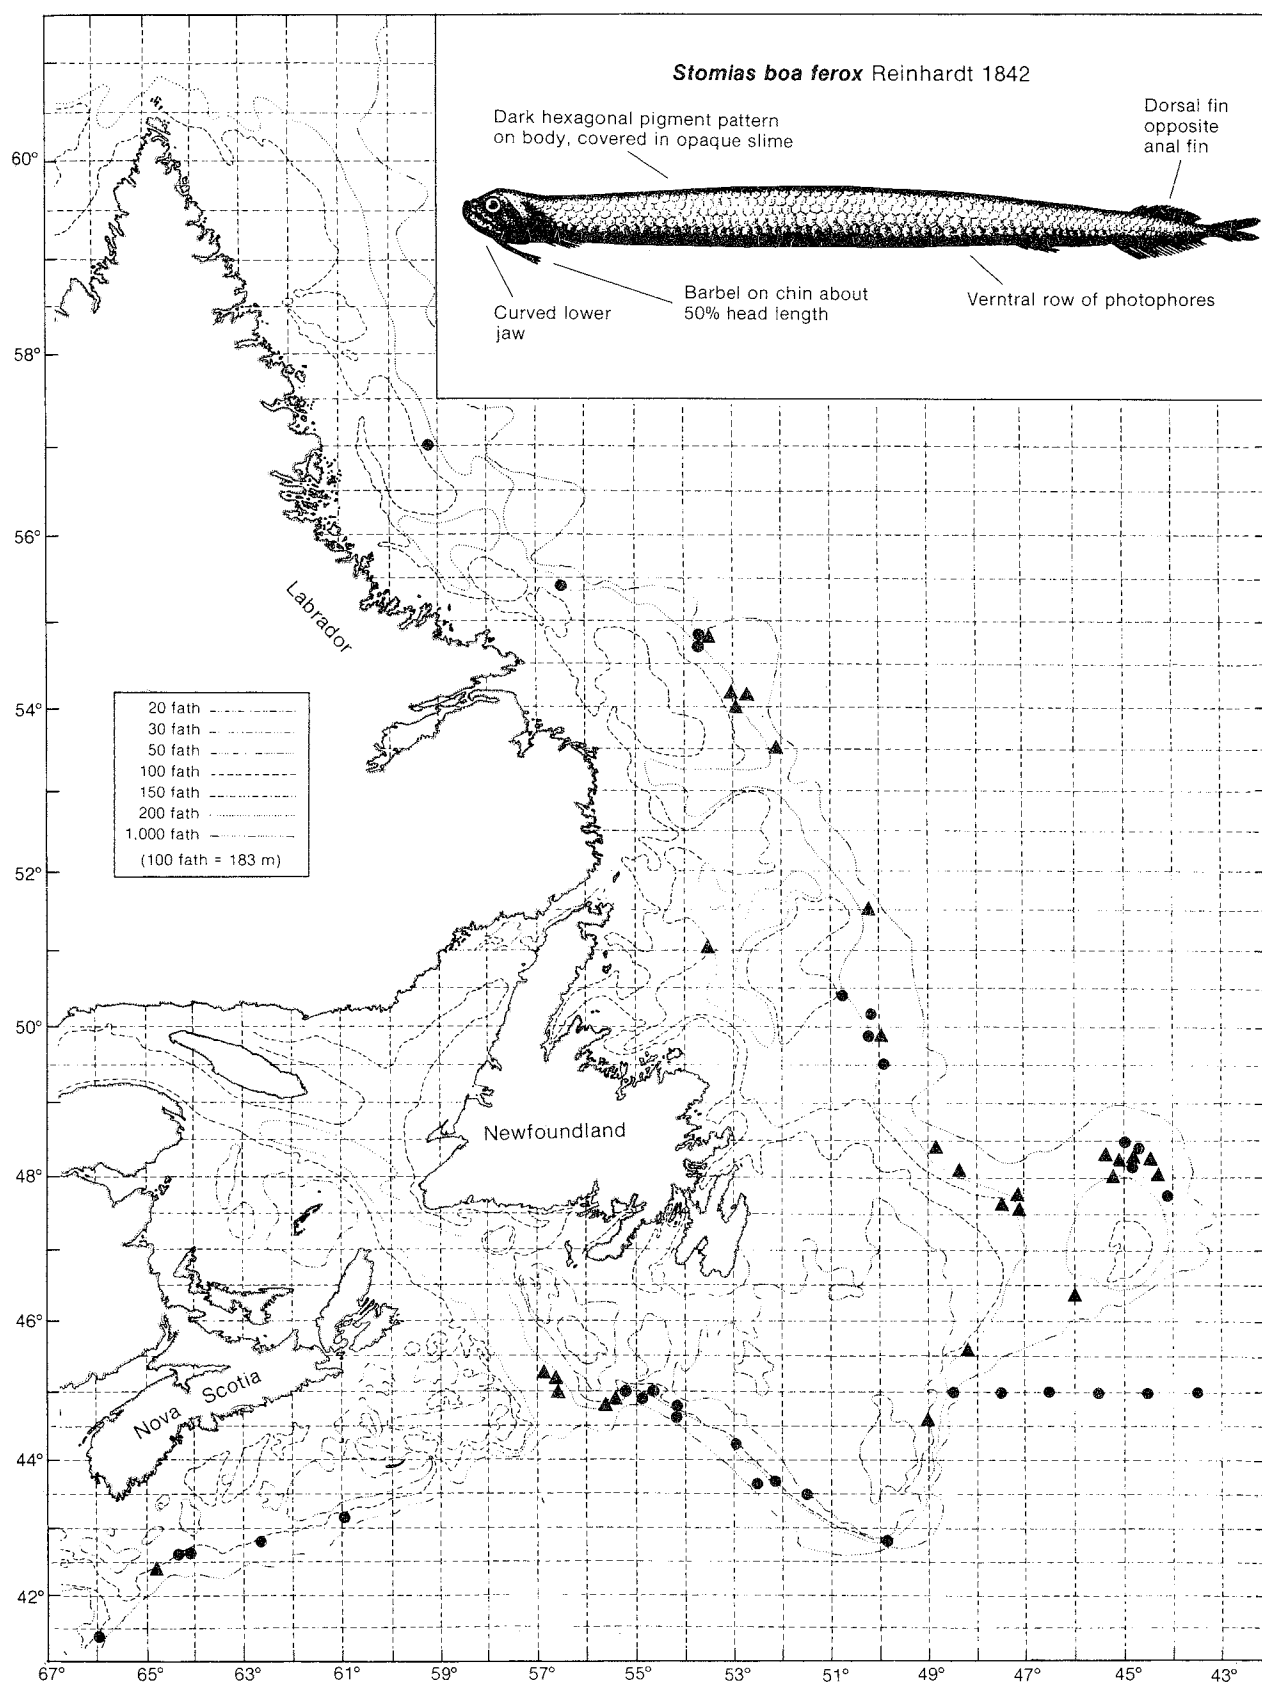 Stomias boa ferox Reinhardt 1842
Dark hexagonal pigment pattern
on body, covered in opaque slime
Dorsal fin
opposite
anal fin
Curved lower
jaw
Barbel on chin about
50% head length
Verntral row of photophores
60°
58°
56°
54°
52°
50°
48°
46°
44°
42°
Labrador
20 fath
30 fath
50 fath
100 fath
150 fath
200 fath
1,000 fath
(100 fath = 183 m)
Newfoundland
Nova Scotia
67° 65° 63° 61° 59° 57° 55° 53° 51° 49° 47° 45° 43°